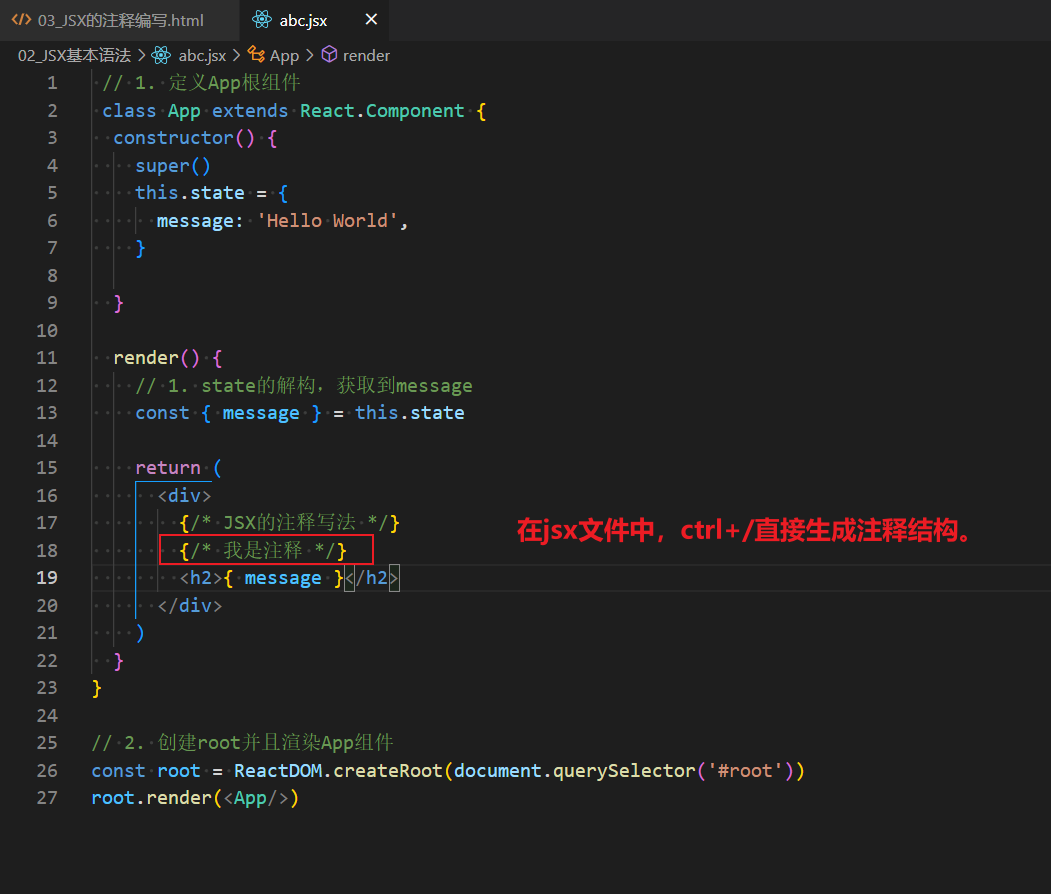 03_JSX的注释编写.html abc.jsx
02_JSX基本语法 > abc.jsx > App > render
1 // 1. 定义App根组件
2 class App extends React.Component {
3 constructor() {
4 super()
5 this.state = {
6 message: 'Hello World',
7 }
8
9 }
10
11 render() {
12 // 1. state的解构，获取到message
13 const { message } = this.state
14
15 return (
16 <div>
17 {/* JSX的注释写法 */}
18 {/* 我是注释 */}
在jsx文件中，ctrl+/直接生成注释结构。
19 <h2>{ message }</h2>
20 </div>
21 )
22 }
23 }
24
25 // 2. 创建root并且渲染App组件
26 const root = ReactDOM.createRoot(document.querySelector('#root'))
27 root.render(<App/>)